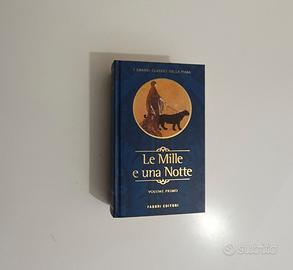 I GRANDI CLASSICI DELLA FIABA
Le Mille
e una Notte
VOLUME PRIMO
FABBRI EDITORI
subito